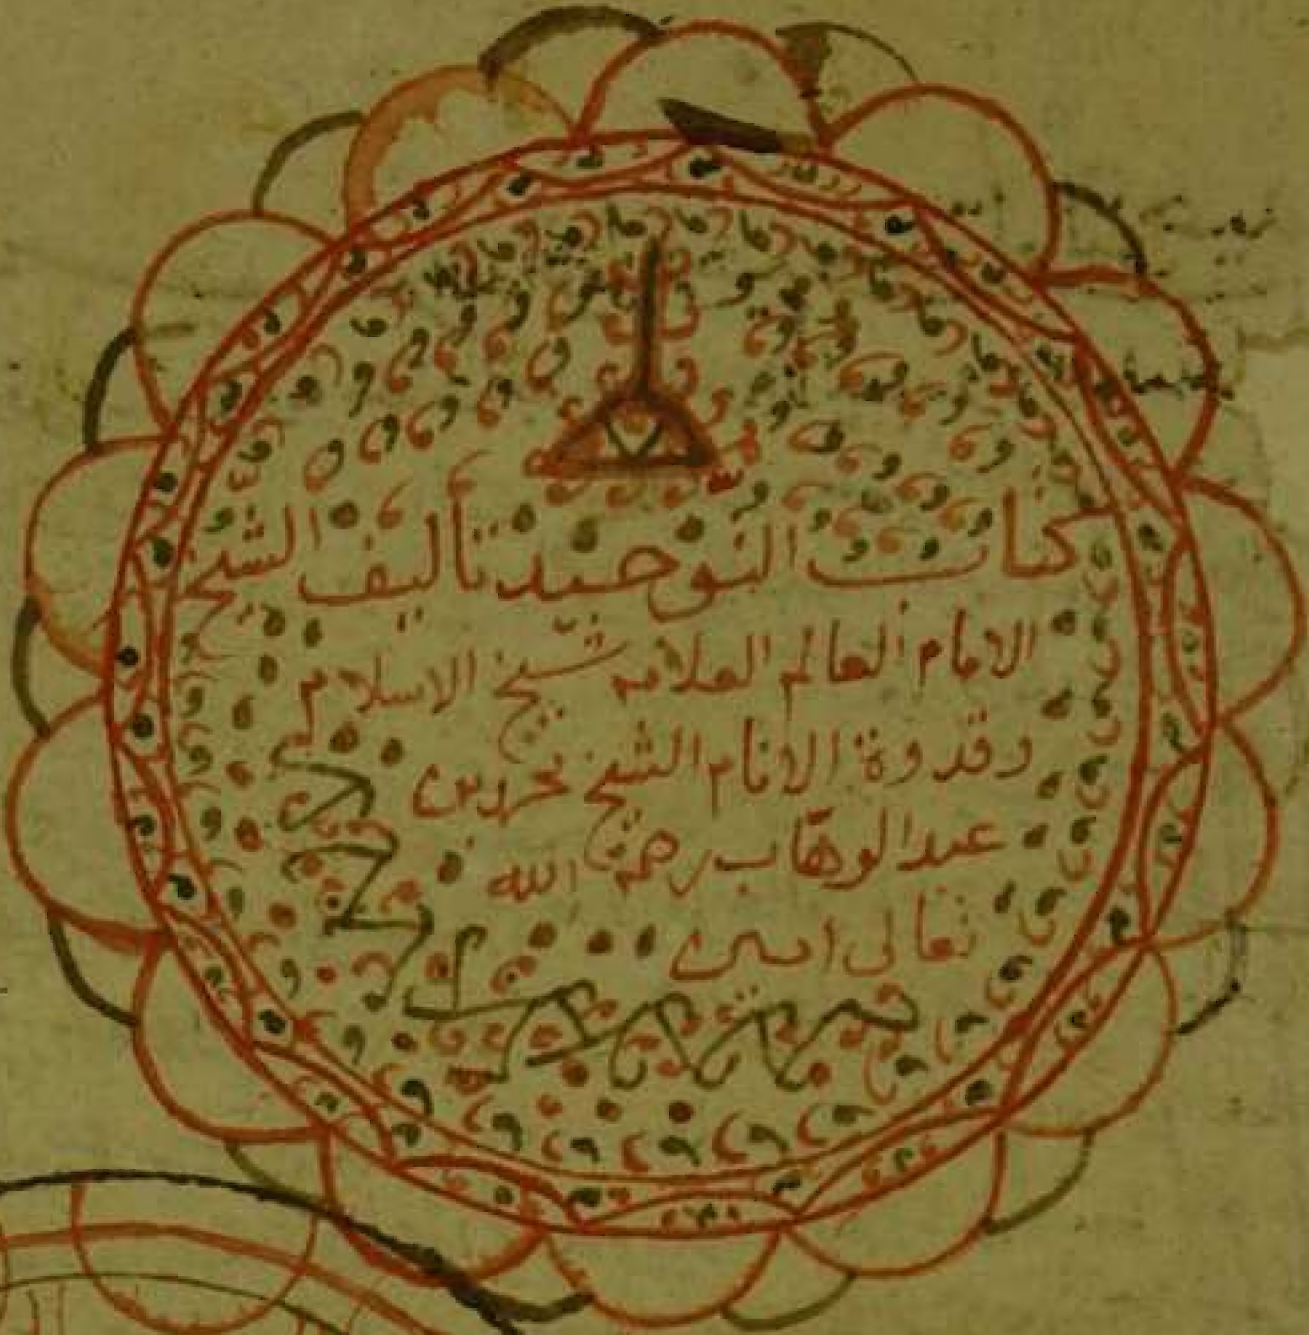 كتاب التوحيد تأليف الشيخ
الامام العالم العلامه شيخ الاسلام
وقدوة الانام الشيخ محمد بن
عبد الوهاب رحمه الله
تعالى امين